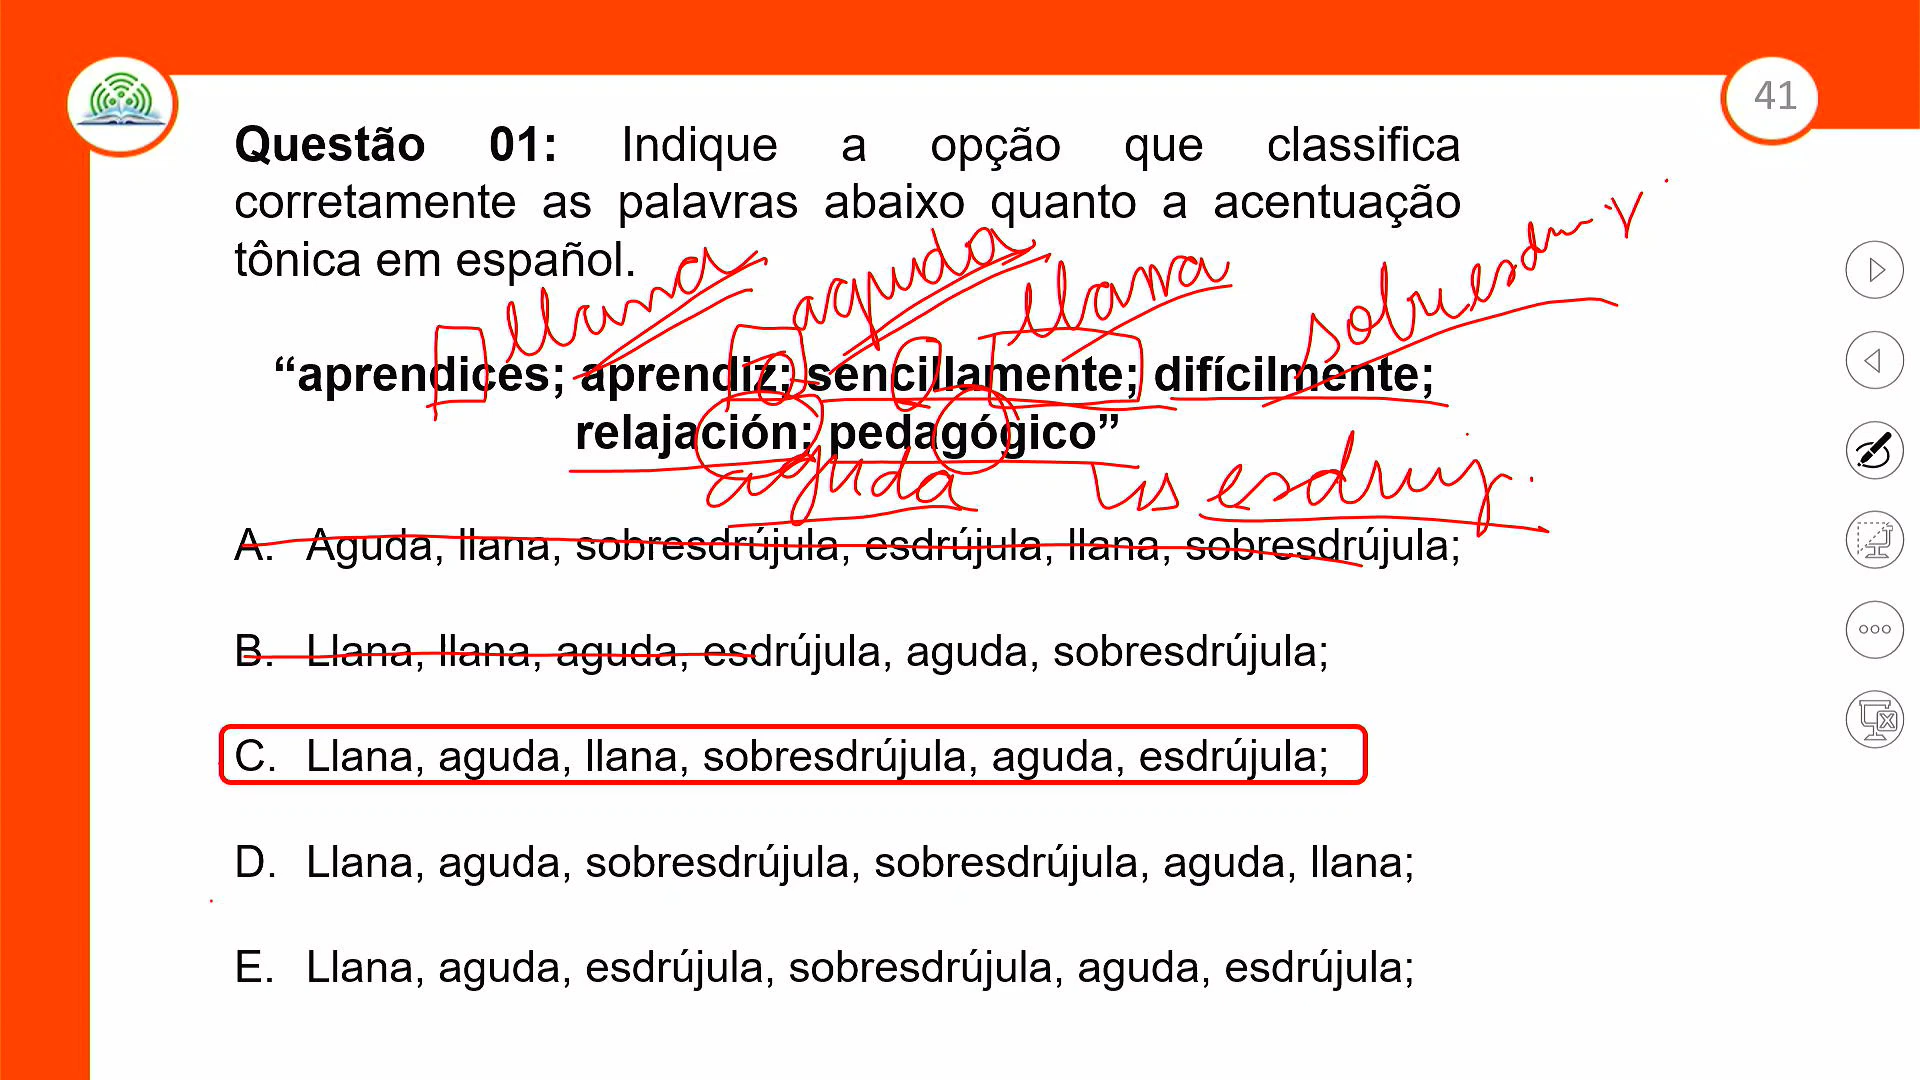 41
Questão 01: Indique a opção que classifica
corretamente as palavras abaixo quanto a acentuação
tônica em español.
llana aguda llana sobresdruj
“aprendices; aprendiz; sencillamente; difícilmente;
relajación; pedagógico”
aguda esdruj.
A. Aguda, llana, sobresdrújula, esdrújula, llana, sobresdrújula;
B. Llana, llana, aguda, esdrújula, aguda, sobresdrújula;
C. Llana, aguda, llana, sobresdrújula, aguda, esdrújula;
D. Llana, aguda, sobresdrújula, sobresdrújula, aguda, llana;
E. Llana, aguda, esdrújula, sobresdrújula, aguda, esdrújula;